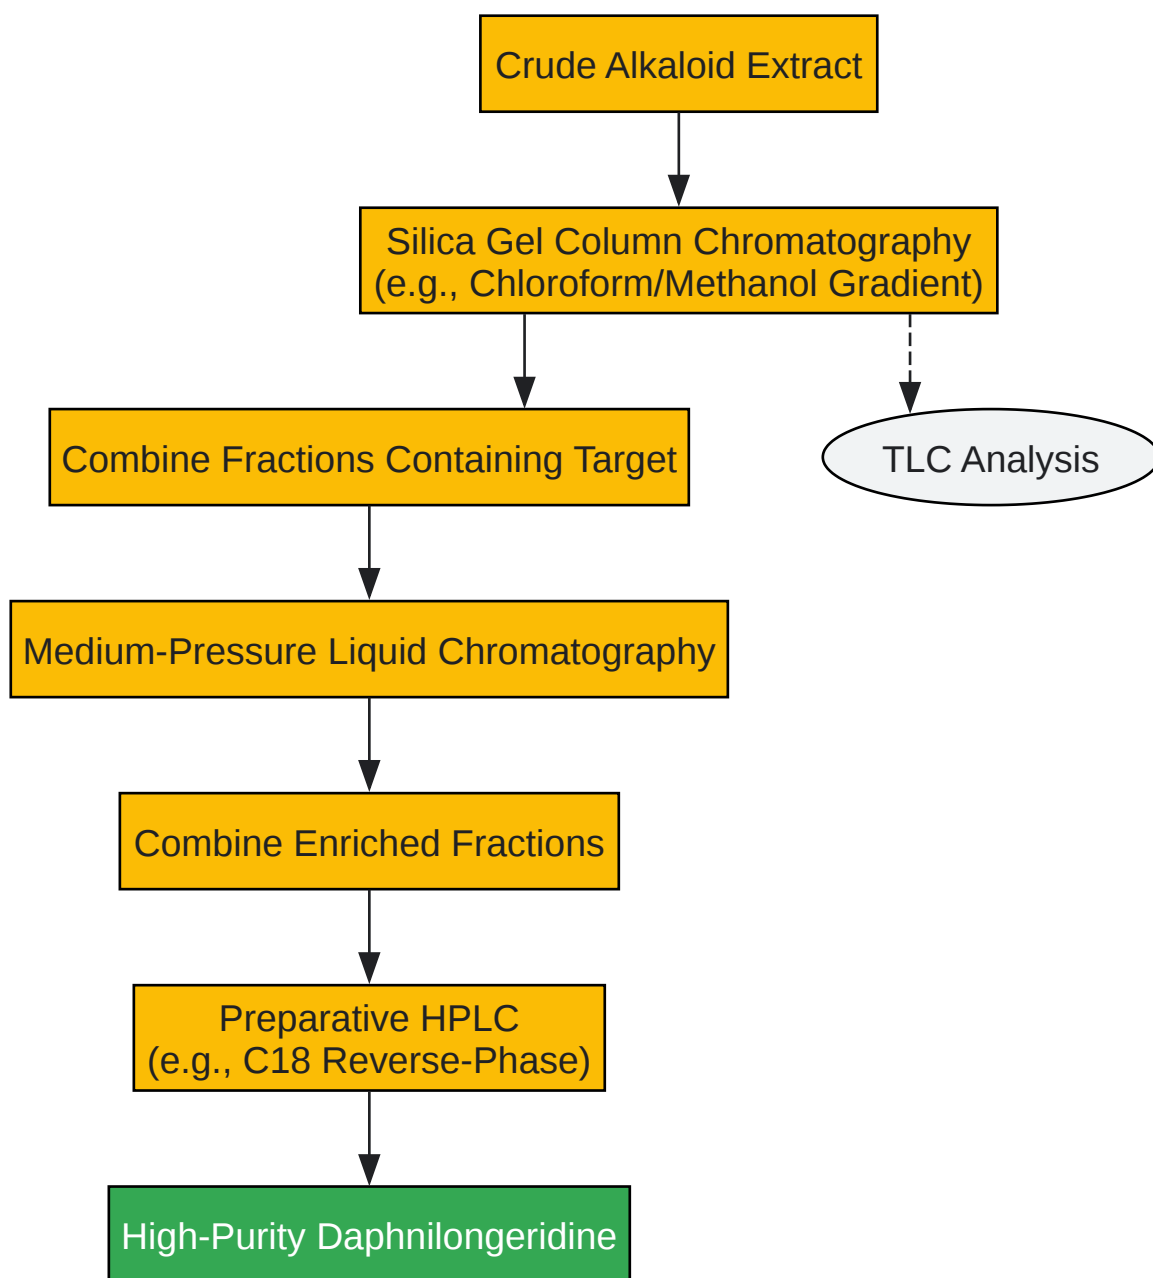 Crude Alkaloid Extract
Silica Gel Column Chromatography
(e.g., Chloroform/Methanol Gradient)
Combine Fractions Containing Target
TLC Analysis
Medium-Pressure Liquid Chromatography
Combine Enriched Fractions
Preparative HPLC
(e.g., C18 Reverse-Phase)
High-Purity Daphnilongeridine